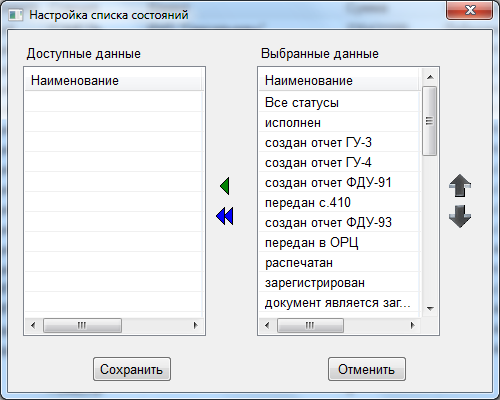 Настройка списка состояний
Доступные данные
Выбранные данные
Наименование
Наименование
Все статусы
исполнен
создан отчет ГУ-3
создан отчет ГУ-4
создан отчет ФДУ-91
передан с.410
создан отчет ФДУ-93
передан в ОРЦ
распечатан
зарегистрирован
документ является заг...
Сохранить
Отменить